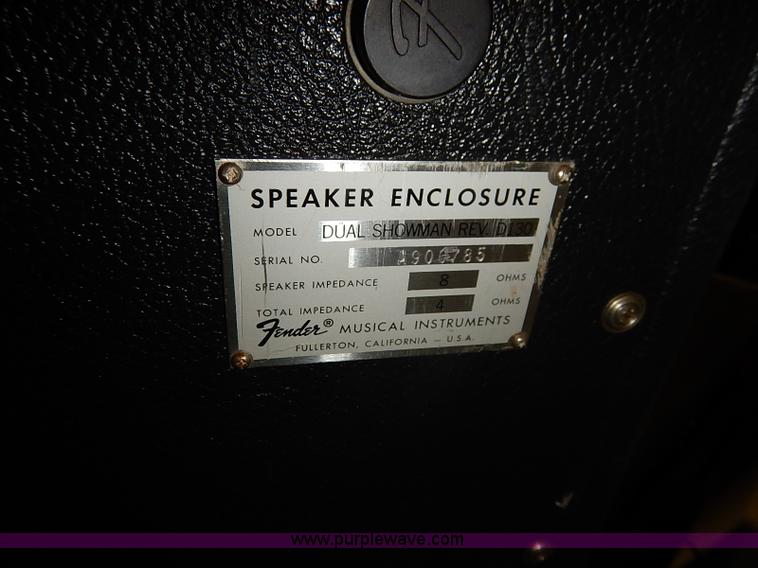 SPEAKER ENCLOSURE
MODEL DUAL SHOWMAN REV. D130
SERIAL NO.
SPEAKER IMPEDANCE 8 OHMS
TOTAL IMPEDANCE 4 OHMS
Fender® MUSICAL INSTRUMENTS
FULLERTON, CALIFORNIA – U.S.A.
www.purplewave.com